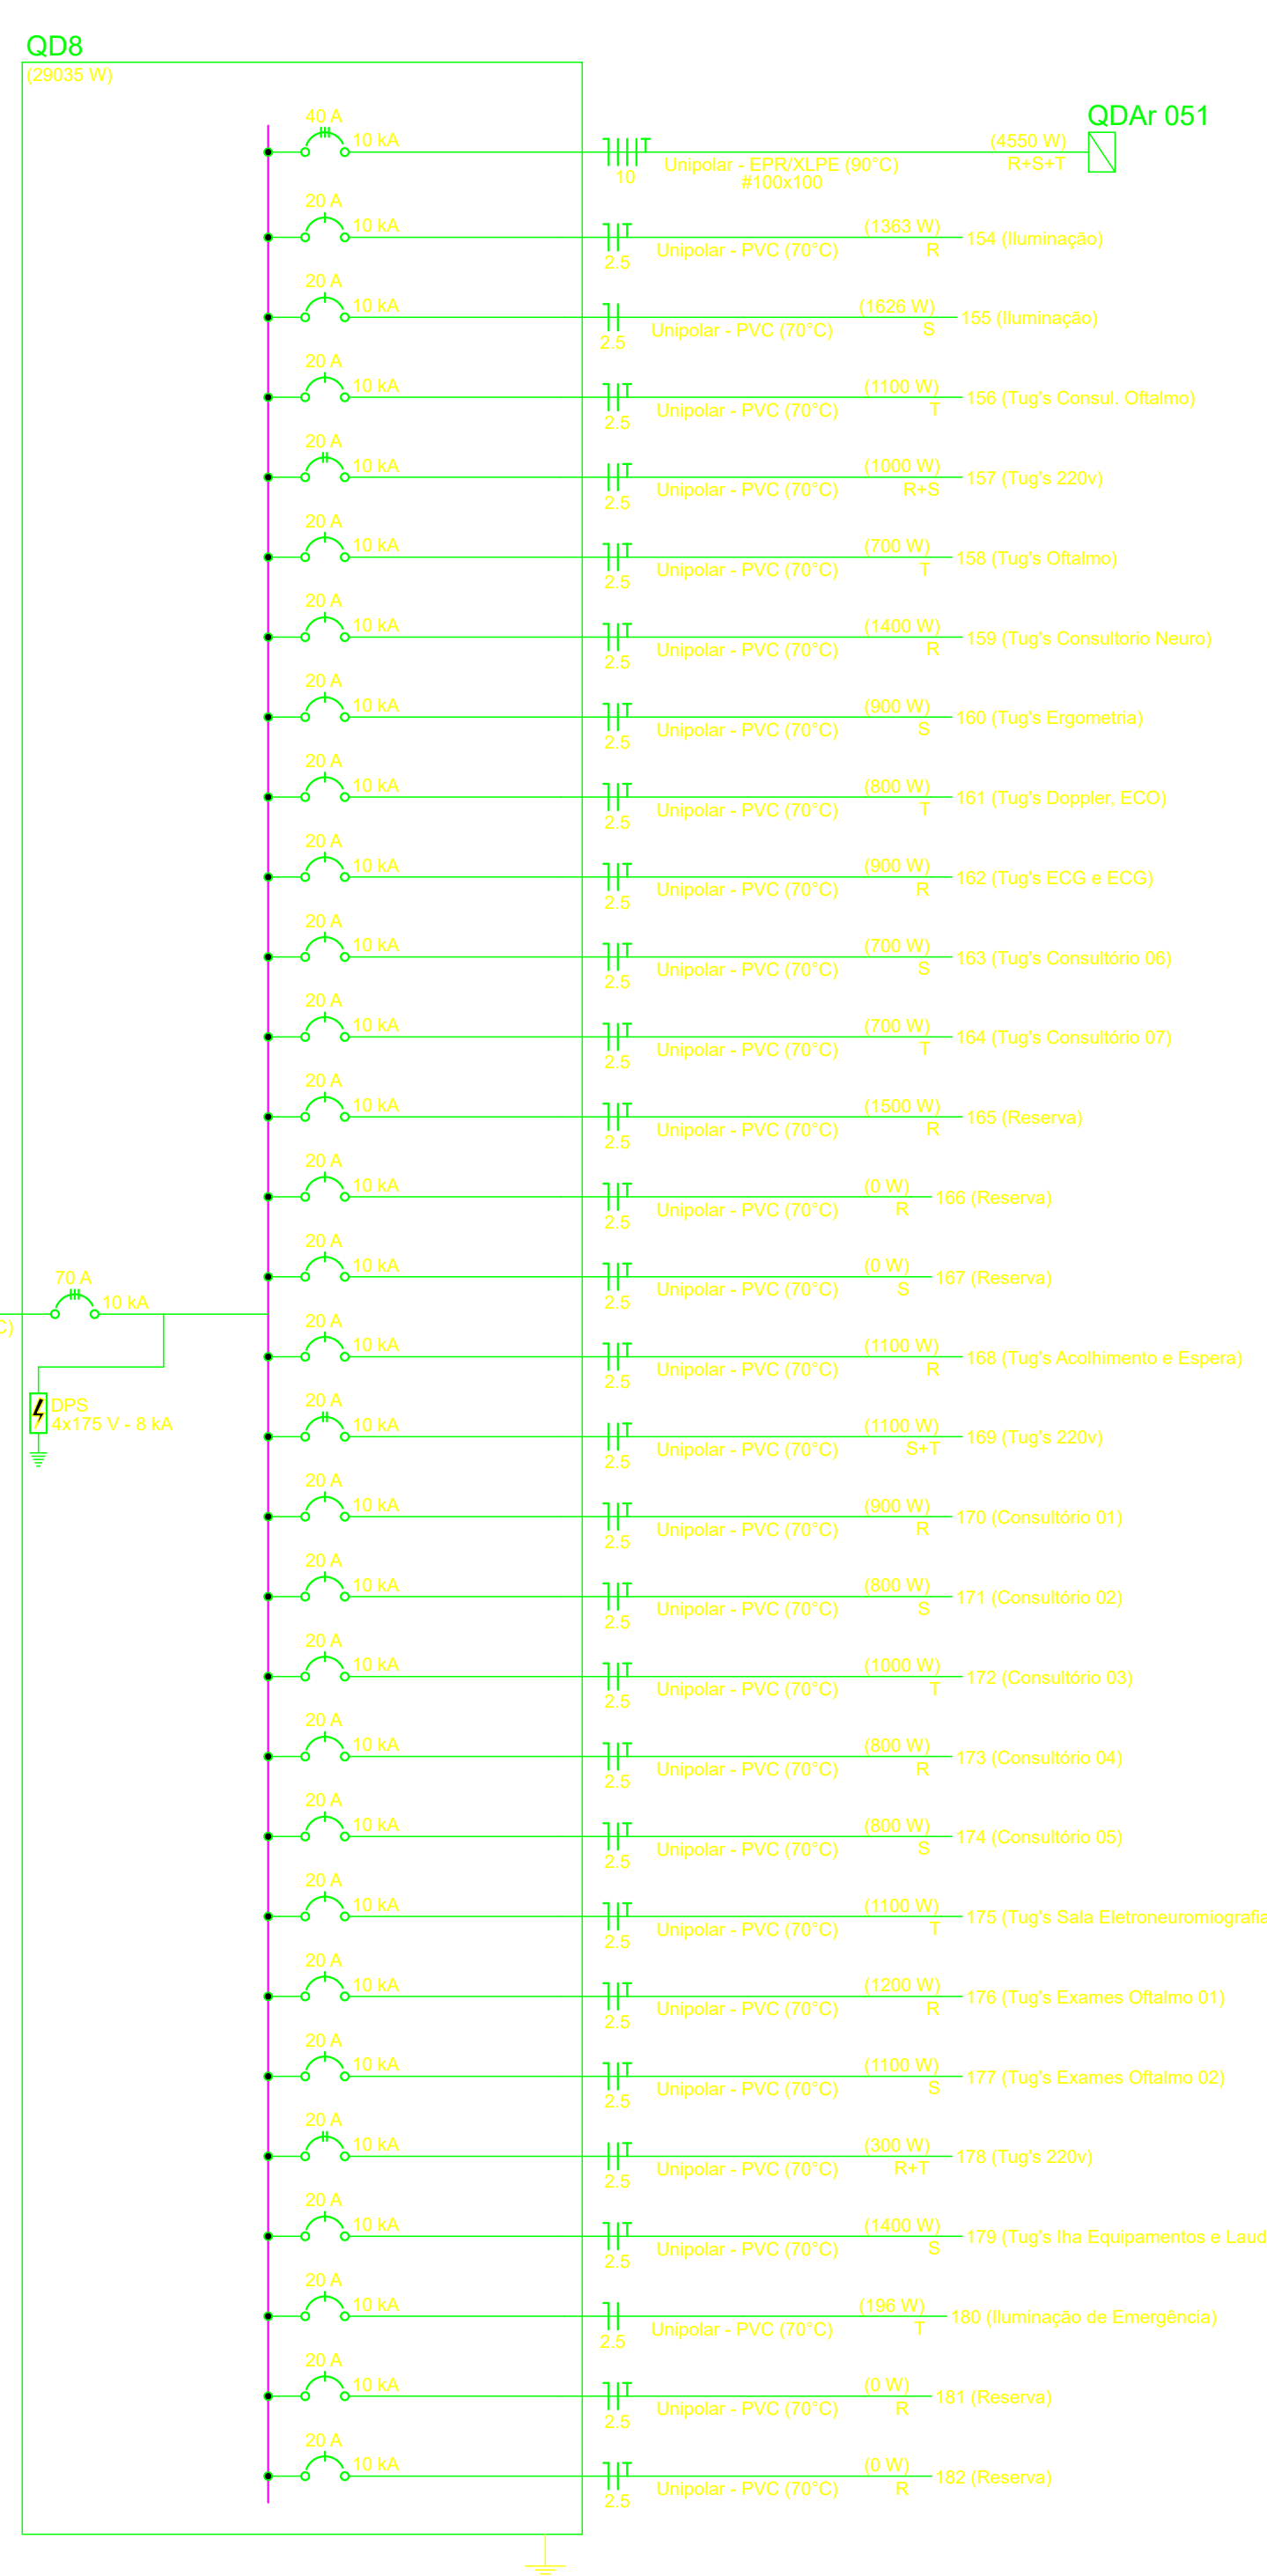 QD8
(29035 W)
40 A
10 kA
10
Unipolar - EPR/XLPE (90°C)
#100x100
(4550 W)
R+S+T
QDAr 051
20 A
10 kA
2.5
Unipolar - PVC (70°C)
(1363 W)
R
154 (Iluminação)
20 A
10 kA
2.5
Unipolar - PVC (70°C)
(1626 W)
S
155 (Iluminação)
20 A
10 kA
2.5
Unipolar - PVC (70°C)
(1100 W)
T
156 (Tug's Consul. Oftalmo)
20 A
10 kA
2.5
Unipolar - PVC (70°C)
(1000 W)
R+S
157 (Tug's 220v)
20 A
10 kA
2.5
Unipolar - PVC (70°C)
(700 W)
T
158 (Tug's Oftalmo)
20 A
10 kA
2.5
Unipolar - PVC (70°C)
(1400 W)
R
159 (Tug's Consultorio Neuro)
20 A
10 kA
2.5
Unipolar - PVC (70°C)
(900 W)
S
160 (Tug's Ergometria)
20 A
10 kA
2.5
Unipolar - PVC (70°C)
(800 W)
T
161 (Tug's Doppler, ECO)
20 A
10 kA
2.5
Unipolar - PVC (70°C)
(900 W)
R
162 (Tug's ECG e ECG)
20 A
10 kA
2.5
Unipolar - PVC (70°C)
(700 W)
S
163 (Tug's Consultório 06)
20 A
10 kA
2.5
Unipolar - PVC (70°C)
(700 W)
T
164 (Tug's Consultório 07)
20 A
10 kA
2.5
Unipolar - PVC (70°C)
(1500 W)
R
165 (Reserva)
20 A
10 kA
2.5
Unipolar - PVC (70°C)
(0 W)
R
166 (Reserva)
20 A
10 kA
2.5
Unipolar - PVC (70°C)
(0 W)
S
167 (Reserva)
70 A
10 kA
C)
20 A
10 kA
2.5
Unipolar - PVC (70°C)
(1100 W)
R
168 (Tug's Acolhimento e Espera)
DPS
4x175 V - 8 kA
20 A
10 kA
2.5
Unipolar - PVC (70°C)
(1100 W)
S+T
169 (Tug's 220v)
20 A
10 kA
2.5
Unipolar - PVC (70°C)
(900 W)
R
170 (Consultório 01)
20 A
10 kA
2.5
Unipolar - PVC (70°C)
(800 W)
S
171 (Consultório 02)
20 A
10 kA
2.5
Unipolar - PVC (70°C)
(1000 W)
T
172 (Consultório 03)
20 A
10 kA
2.5
Unipolar - PVC (70°C)
(800 W)
R
173 (Consultório 04)
20 A
10 kA
2.5
Unipolar - PVC (70°C)
(800 W)
S
174 (Consultório 05)
20 A
10 kA
2.5
Unipolar - PVC (70°C)
(1100 W)
T
175 (Tug's Sala Eletroneuromiografia
20 A
10 kA
2.5
Unipolar - PVC (70°C)
(1200 W)
R
176 (Tug's Exames Oftalmo 01)
20 A
10 kA
2.5
Unipolar - PVC (70°C)
(1100 W)
S
177 (Tug's Exames Oftalmo 02)
20 A
10 kA
2.5
Unipolar - PVC (70°C)
(300 W)
R+T
178 (Tug's 220v)
20 A
10 kA
2.5
Unipolar - PVC (70°C)
(1400 W)
S
179 (Tug's Iha Equipamentos e Laud
20 A
10 kA
2.5
Unipolar - PVC (70°C)
(196 W)
T
180 (Iluminação de Emergência)
20 A
10 kA
2.5
Unipolar - PVC (70°C)
(0 W)
R
181 (Reserva)
20 A
10 kA
2.5
Unipolar - PVC (70°C)
(0 W)
R
182 (Reserva)